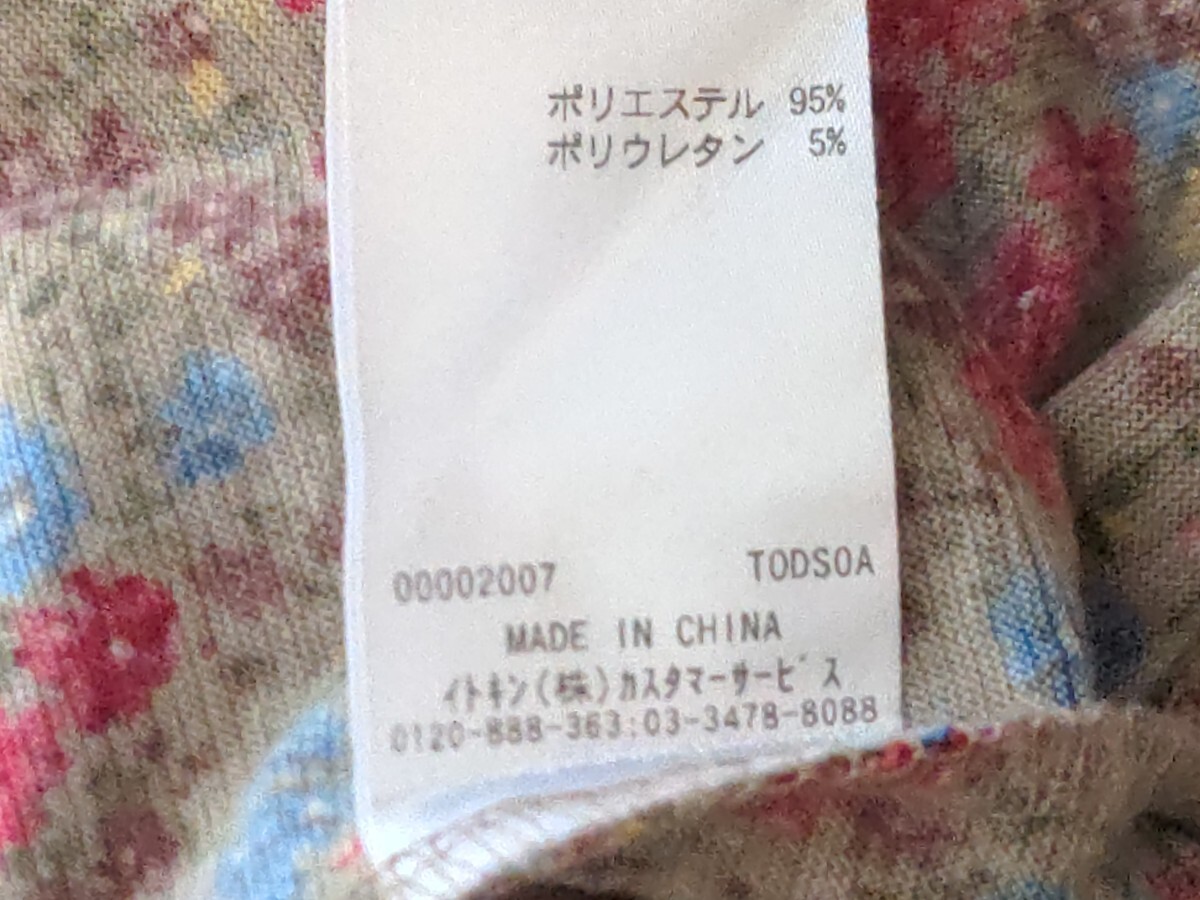 ポリエステル 95%
ポリウレタン 5%
00002007 TODSOA
MADE IN CHINA
イトキン(株)カスタマーサービス
0120-888-363:03-3478-8088